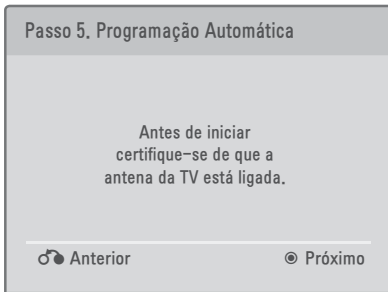 Passo 5. Programação Automática
Antes de iniciar
certifique-se de que a
antena da TV está ligada.
Anterior
Próximo